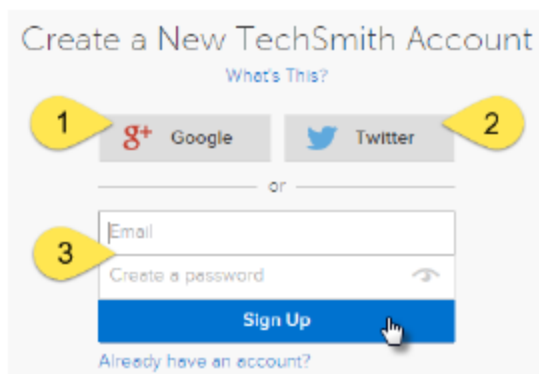 Create a New TechSmith Account
What's This?
1 g+ Google Twitter 2
or
Email
3
Create a password
Sign Up
Already have an account?